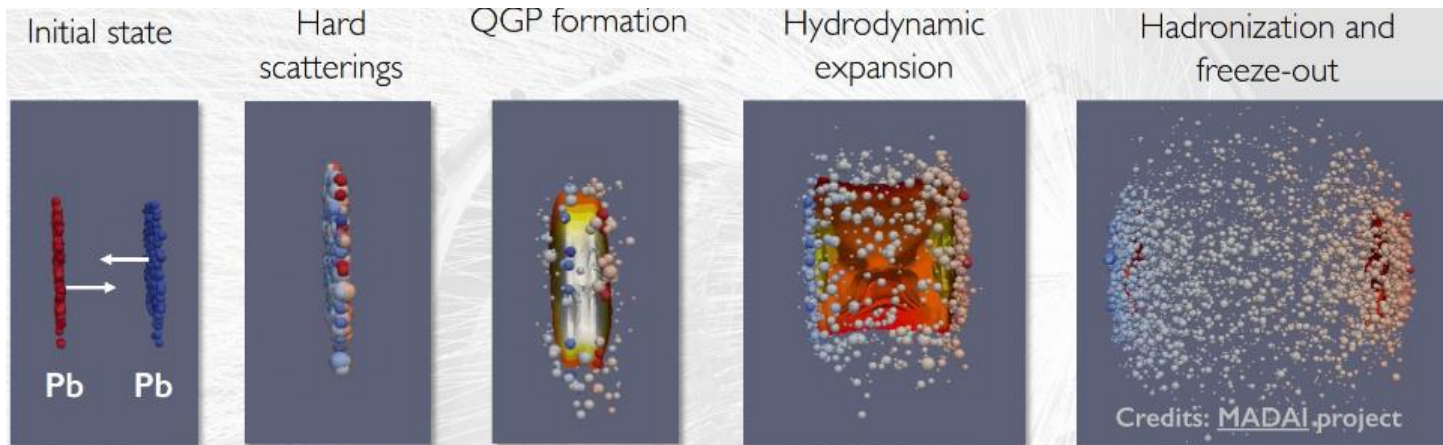 Initial state
Hard
scatterings
QGP formation
Hydrodynamic
expansion
Hadronization and
freeze-out
Pb
Pb
Credits: MADAI project